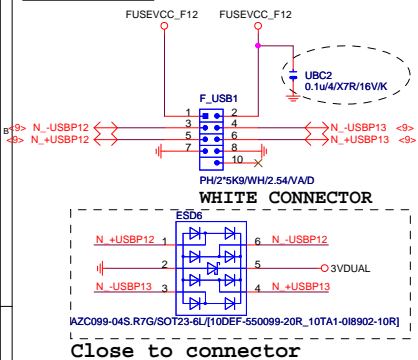 FUSEVCC_F12 FUSEVCC_F12
UBC2
0.1u/4/X7R/16V/K
F_USB1
1 2
B <9> N_-USBP12 3 4 N_-USBP13 <9>
<9> N_+USBP12 5 6 N_+USBP13 <9>
7 8
10
PH/2*5K9/WH/2.54/VA/D
WHITE CONNECTOR
ESD6
N_+USBP12 1 6 N_-USBP12
2 5 3VDUAL
N_-USBP13 3 4 N_+USBP13
AZC099-04S.R7G/SOT23-6L/[10DEF-550099-20R_10TA1-0I8902-10R]
Close to connector